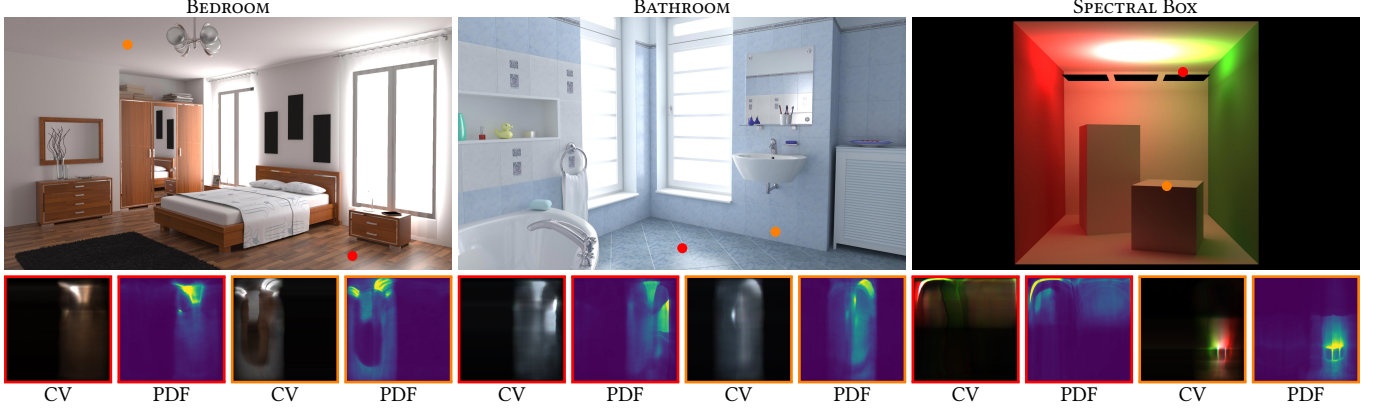 BEDROOM
BATHROOM
SPECTRAL BOX
CV
PDF
CV
PDF
CV
PDF
CV
PDF
CV
PDF
CV
PDF